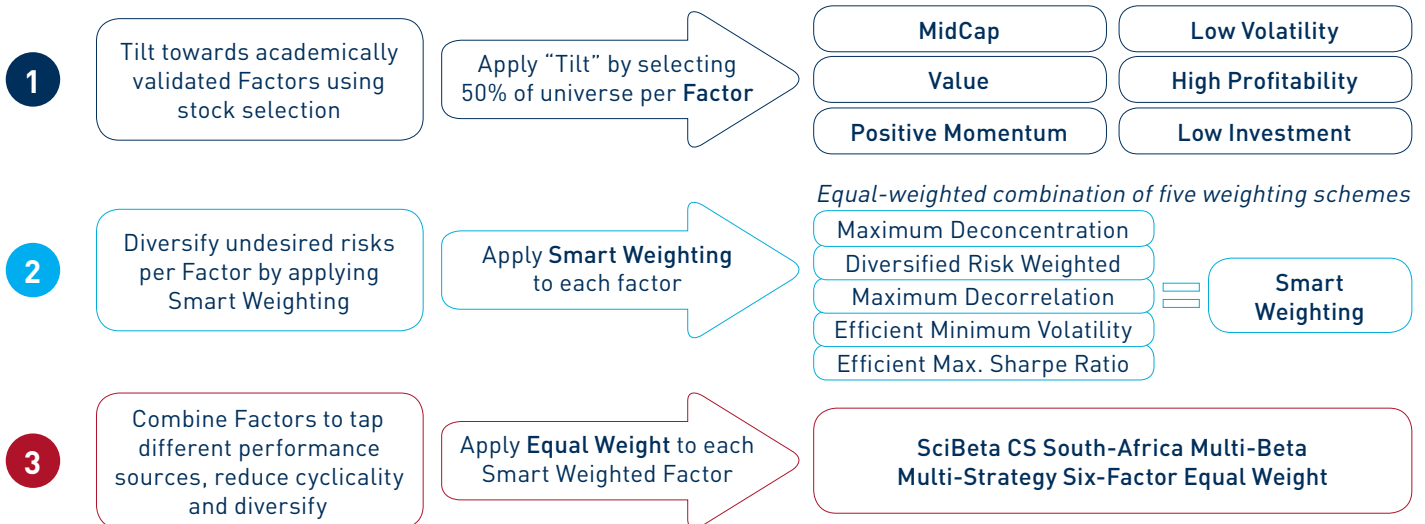 1
Tilt towards academically
validated Factors using
stock selection
Apply “Tilt” by selecting
50% of universe per Factor
MidCap
Low Volatility
Value
High Profitability
Positive Momentum
Low Investment
2
Diversify undesired risks
per Factor by applying
Smart Weighting
Apply Smart Weighting
to each factor
Equal-weighted combination of five weighting schemes
Maximum Deconcentration
Diversified Risk Weighted
Maximum Decorrelation
Efficient Minimum Volatility
Efficient Max. Sharpe Ratio
Smart
Weighting
3
Combine Factors to tap
different performance
sources, reduce cyclicality
and diversify
Apply Equal Weight to each
Smart Weighted Factor
SciBeta CS South-Africa Multi-Beta
Multi-Strategy Six-Factor Equal Weight